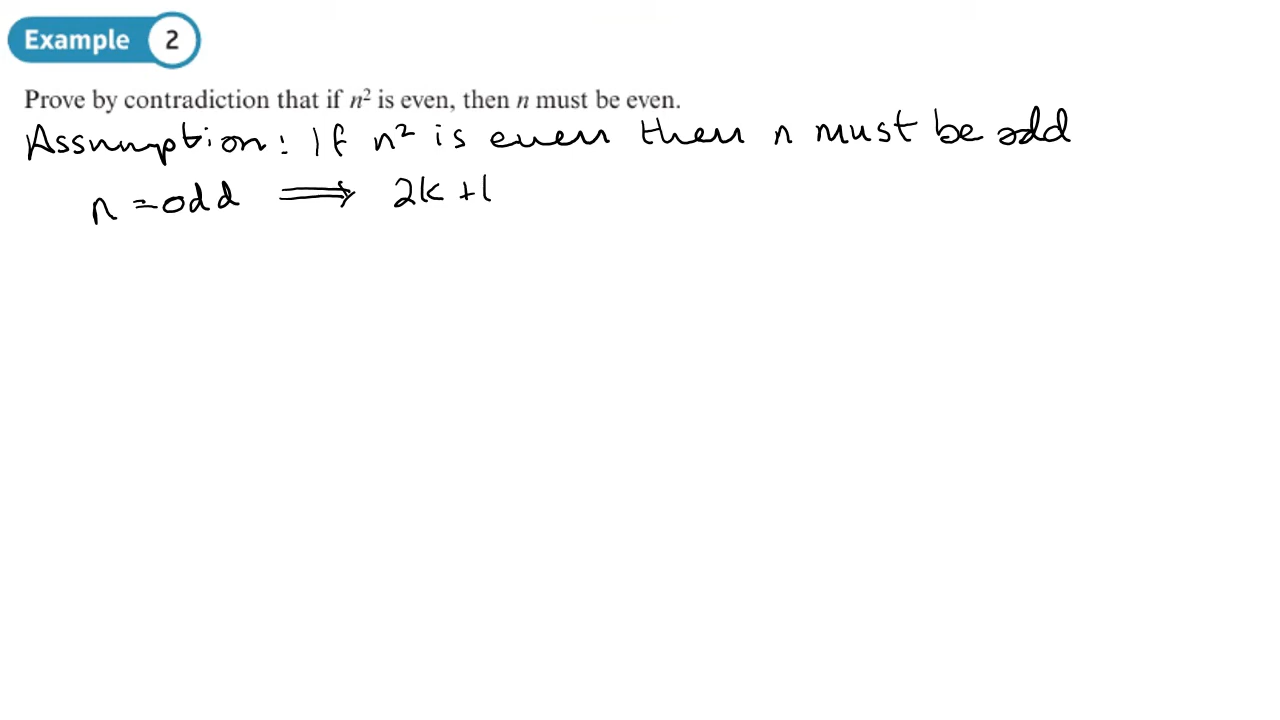 Example 2
Prove by contradiction that if n² is even, then n must be even.
Assumption: If n² is even then n must be odd
n = odd ⟹ 2k + 1